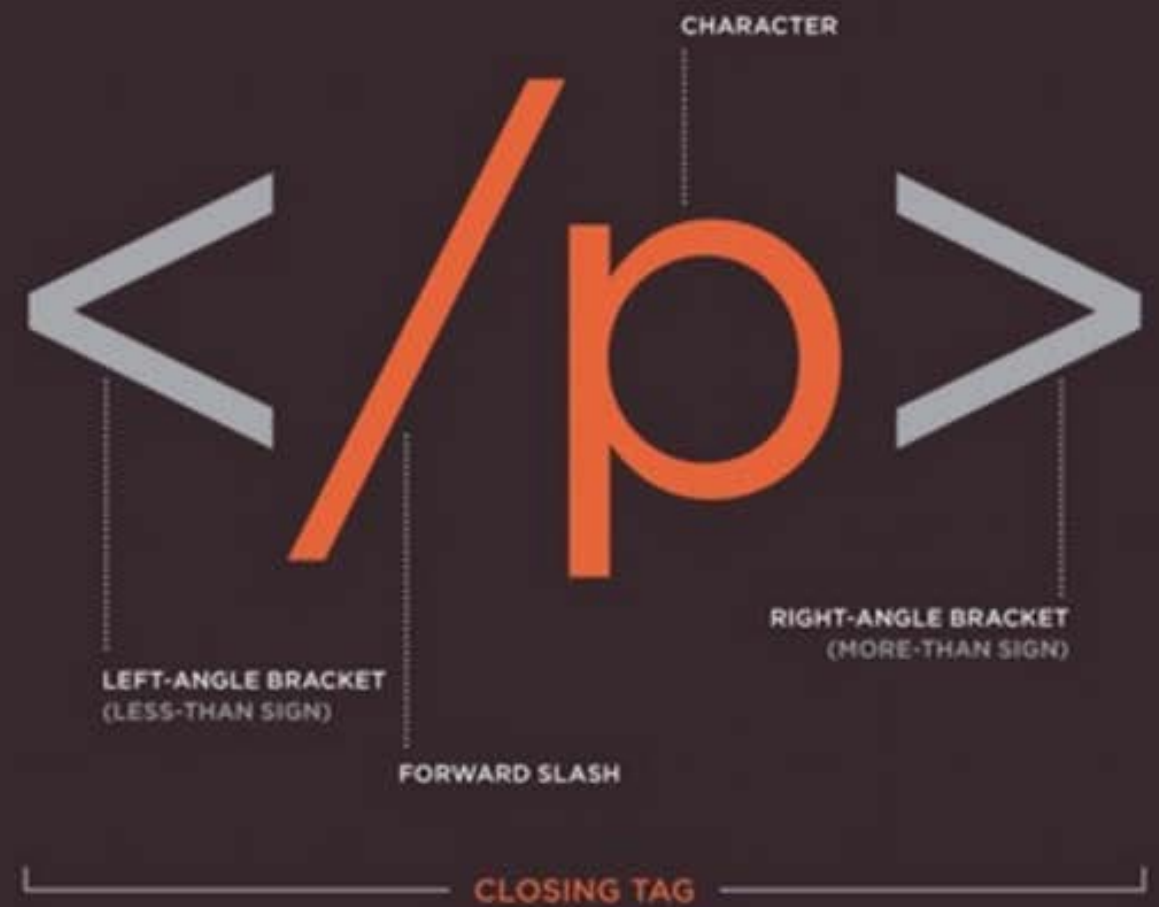 CHARACTER
</p>
RIGHT-ANGLE BRACKET
(MORE-THAN SIGN)
LEFT-ANGLE BRACKET
(LESS-THAN SIGN)
FORWARD SLASH
CLOSING TAG